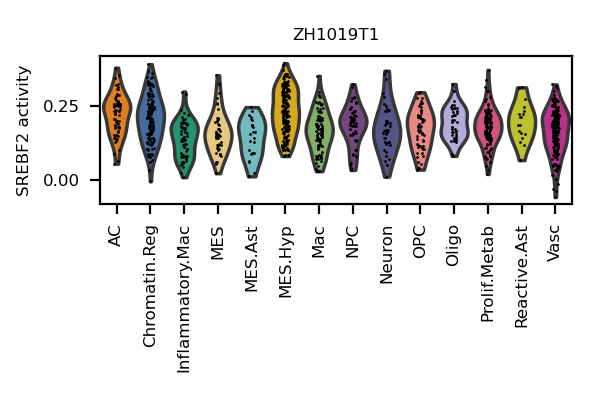 ZH1019T1
SREBF2 activity
0.25
0.00
AC
Chromatin.Reg
Inflammatory.Mac
MES
MES.Ast
MES.Hyp
Mac
NPC
Neuron
OPC
Oligo
Prolif.Metab
Reactive.Ast
Vasc